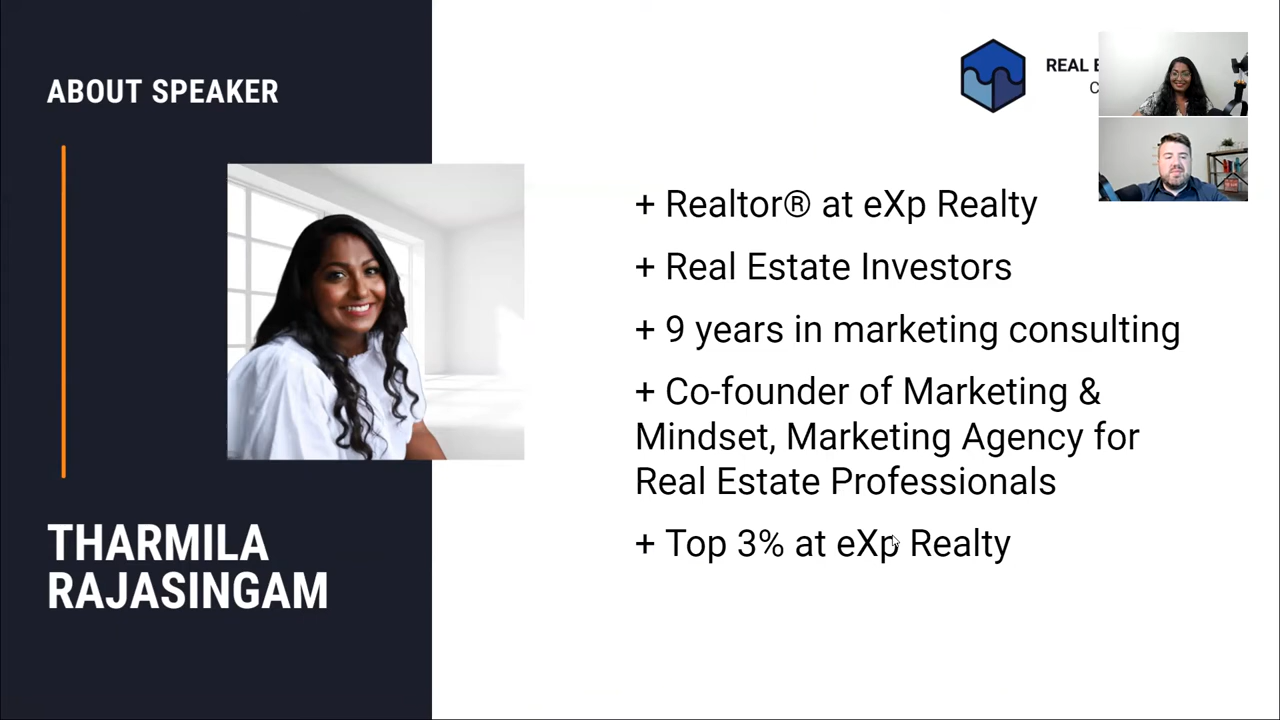 ABOUT SPEAKER
REAL
THARMILA
RAJASINGAM
+ Realtor® at eXp Realty
+ Real Estate Investors
+ 9 years in marketing consulting
+ Co-founder of Marketing &
Mindset, Marketing Agency for
Real Estate Professionals
+ Top 3% at eXp Realty